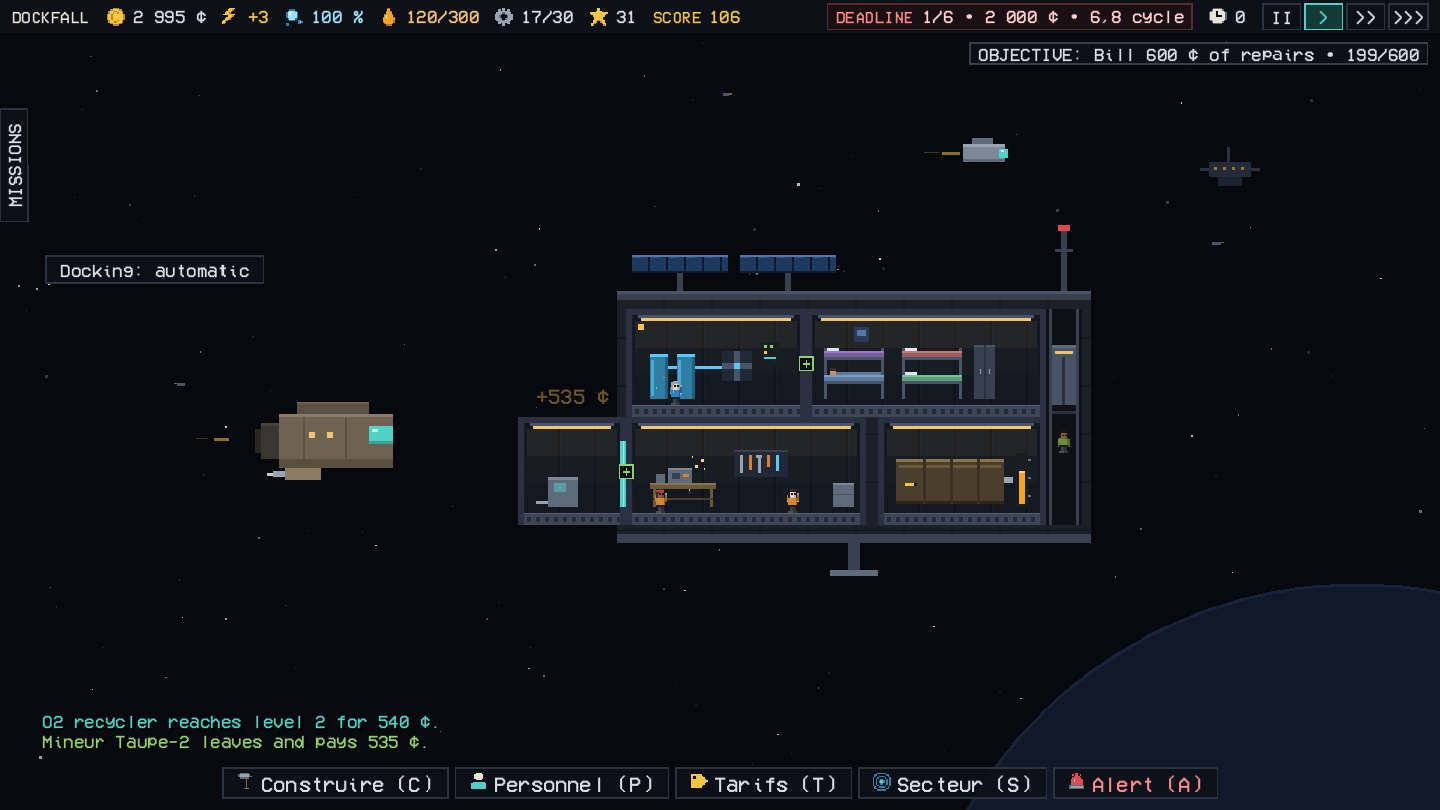 DOCKFALL 2 995 ¢ +3 100 % 120/300 17/30 31 SCORE 106 DEADLINE 1/6 • 2 000 ¢ • 6,8 cycle 0 II > >> >>>
OBJECTIVE: Bill 600 ¢ of repairs • 199/600
MISSIONS
Docking: automatic
+535 ¢
O2 recycler reaches level 2 for 540 ¢.
Mineur Taupe-2 leaves and pays 535 ¢.
Construire (C) Personnel (P) Tarifs (T) Secteur (S) Alert (A)